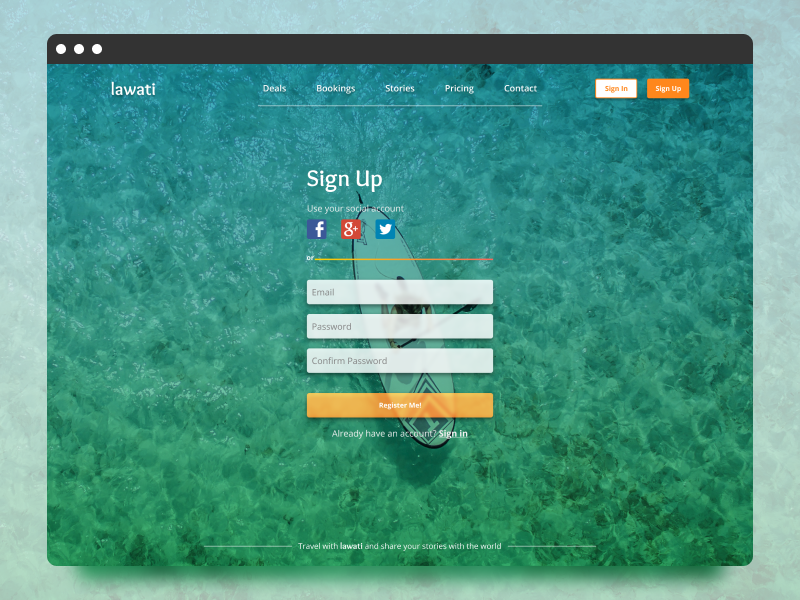 lawati
Deals Bookings Stories Pricing Contact
Sign In Sign Up
Sign Up
Use your social account
f g+
or
Email
Password
Confirm Password
Register Me!
Already have an account? Sign in
Travel with lawati and share your stories with the world